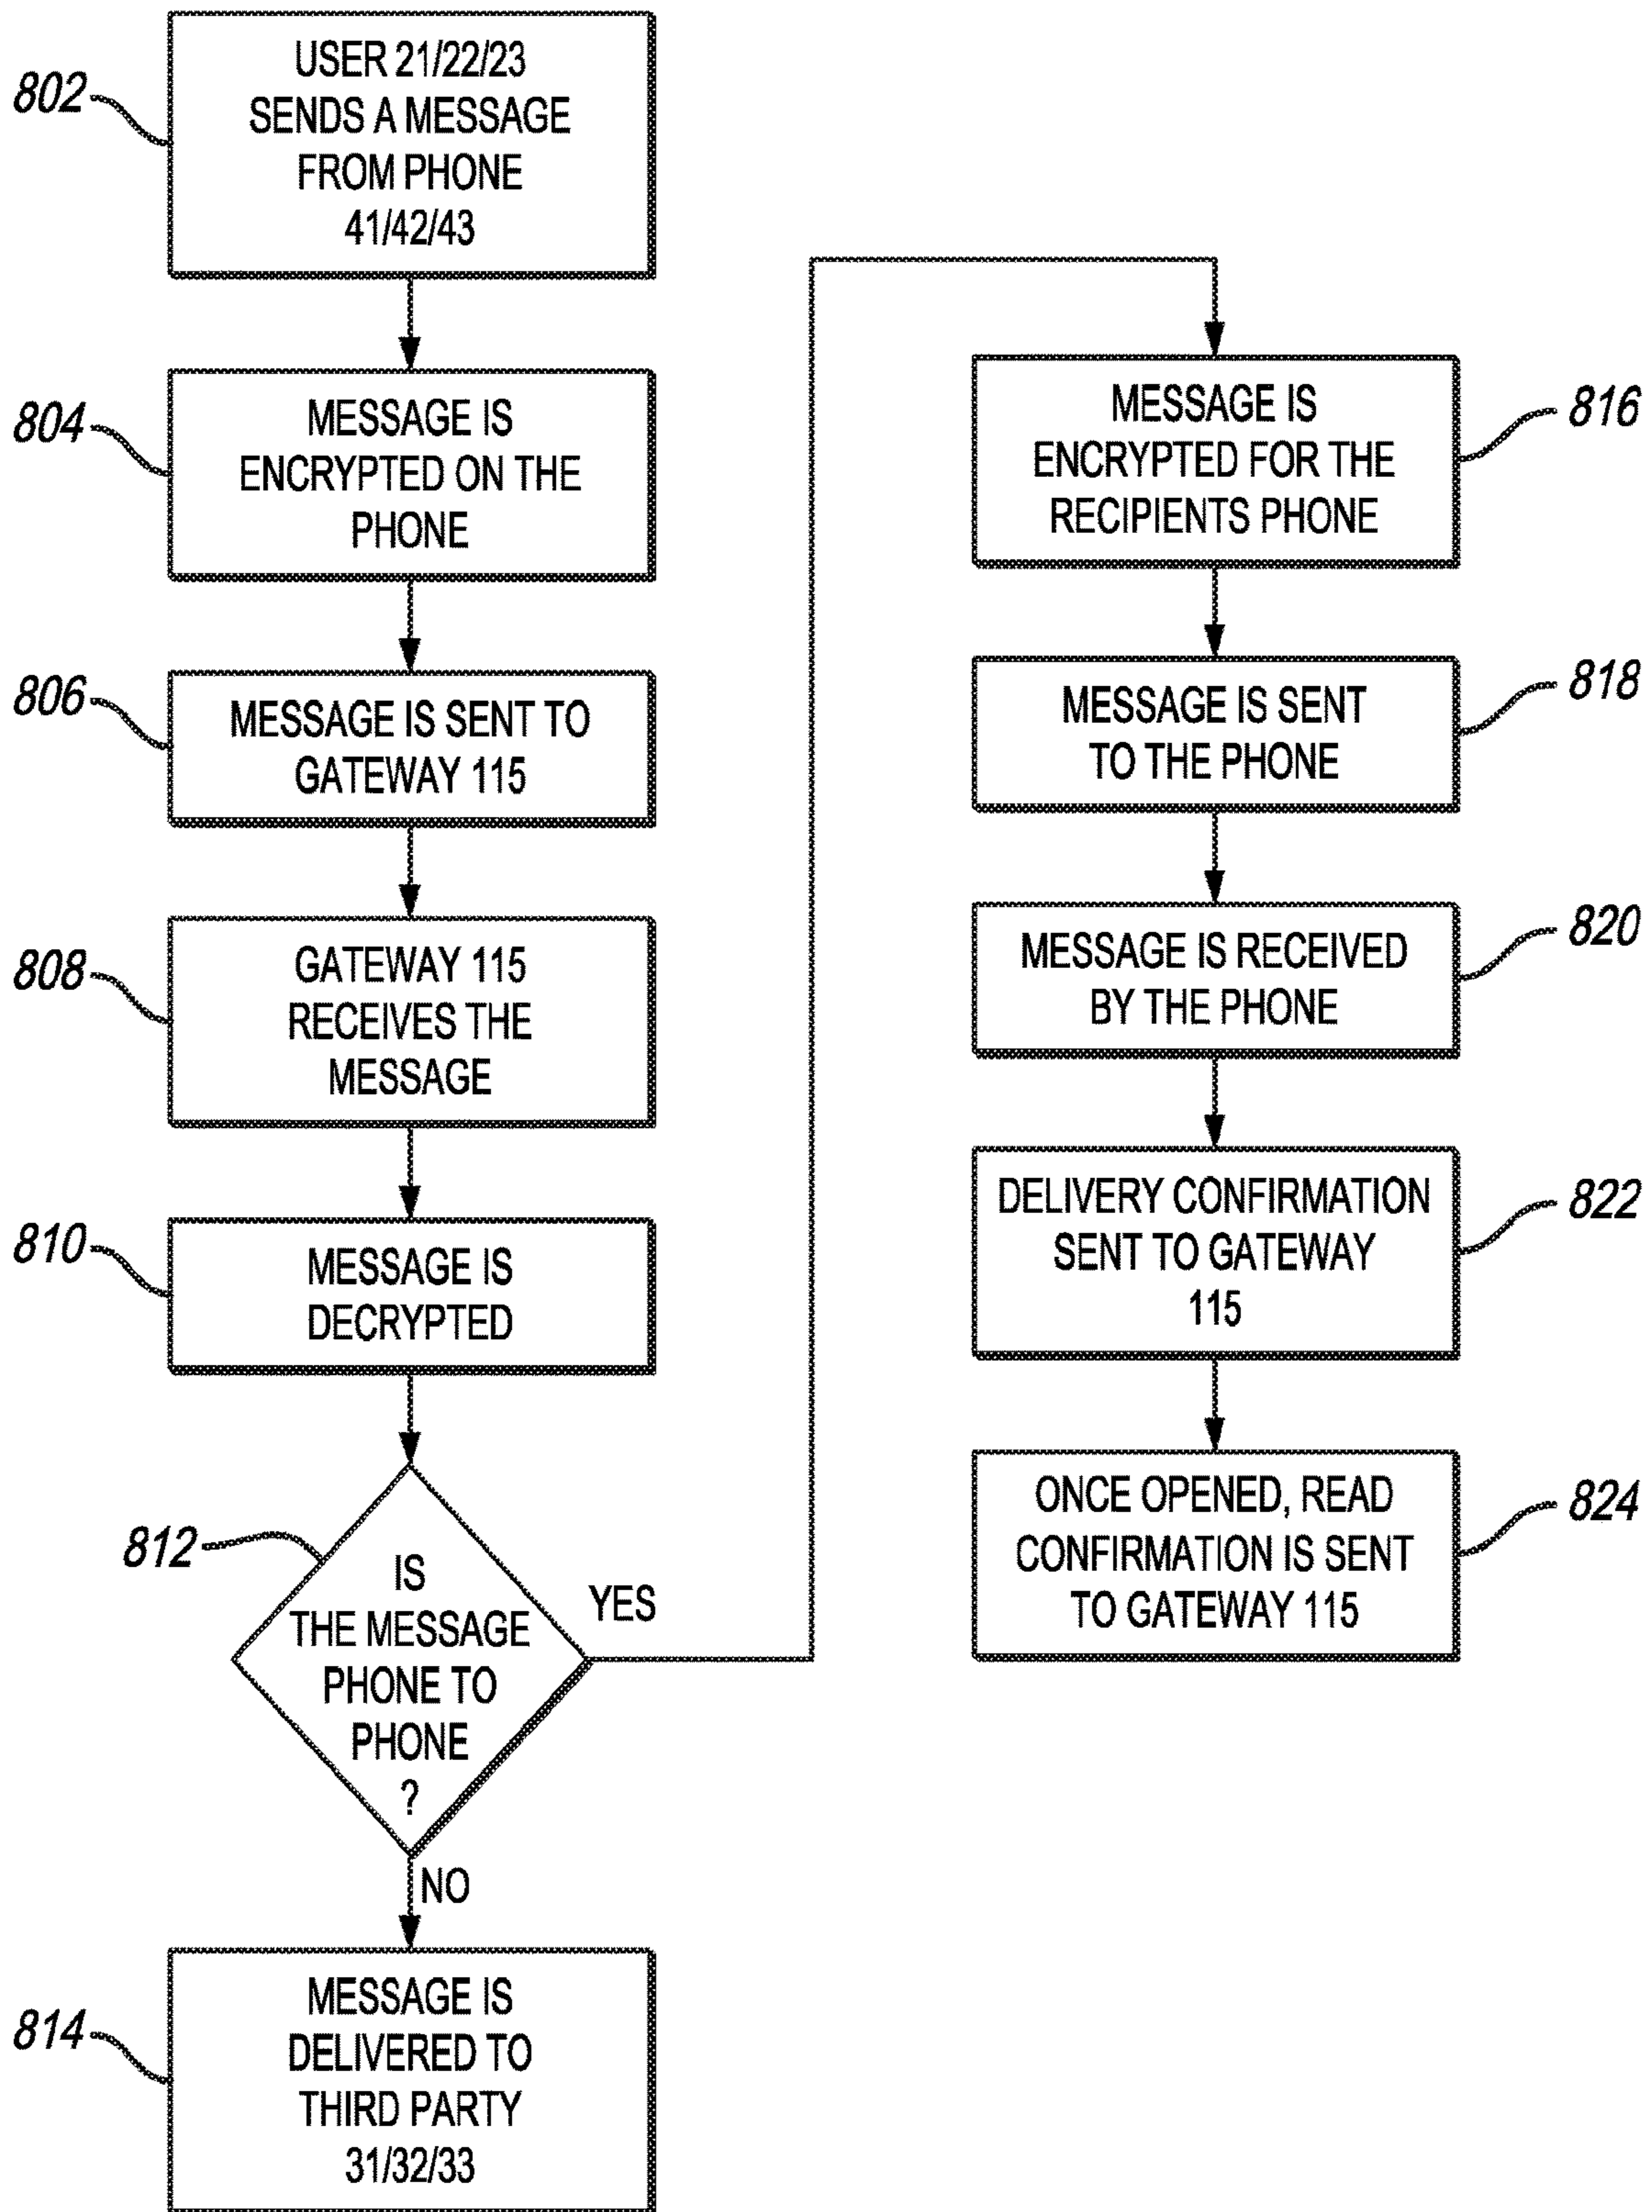 802
USER 21/22/23
SENDS A MESSAGE
FROM PHONE
41/42/43
804
MESSAGE IS
ENCRYPTED ON THE
PHONE
806
MESSAGE IS SENT TO
GATEWAY 115
808
GATEWAY 115
RECEIVES THE
MESSAGE
810
MESSAGE IS
DECRYPTED
812
IS
THE MESSAGE
PHONE TO
PHONE
?
YES
NO
814
MESSAGE IS
DELIVERED TO
THIRD PARTY
31/32/33
MESSAGE IS
ENCRYPTED FOR THE
RECIPIENTS PHONE
816
MESSAGE IS SENT
TO THE PHONE
818
MESSAGE IS RECEIVED
BY THE PHONE
820
DELIVERY CONFIRMATION
SENT TO GATEWAY
115
822
ONCE OPENED, READ
CONFIRMATION IS SENT
TO GATEWAY 115
824